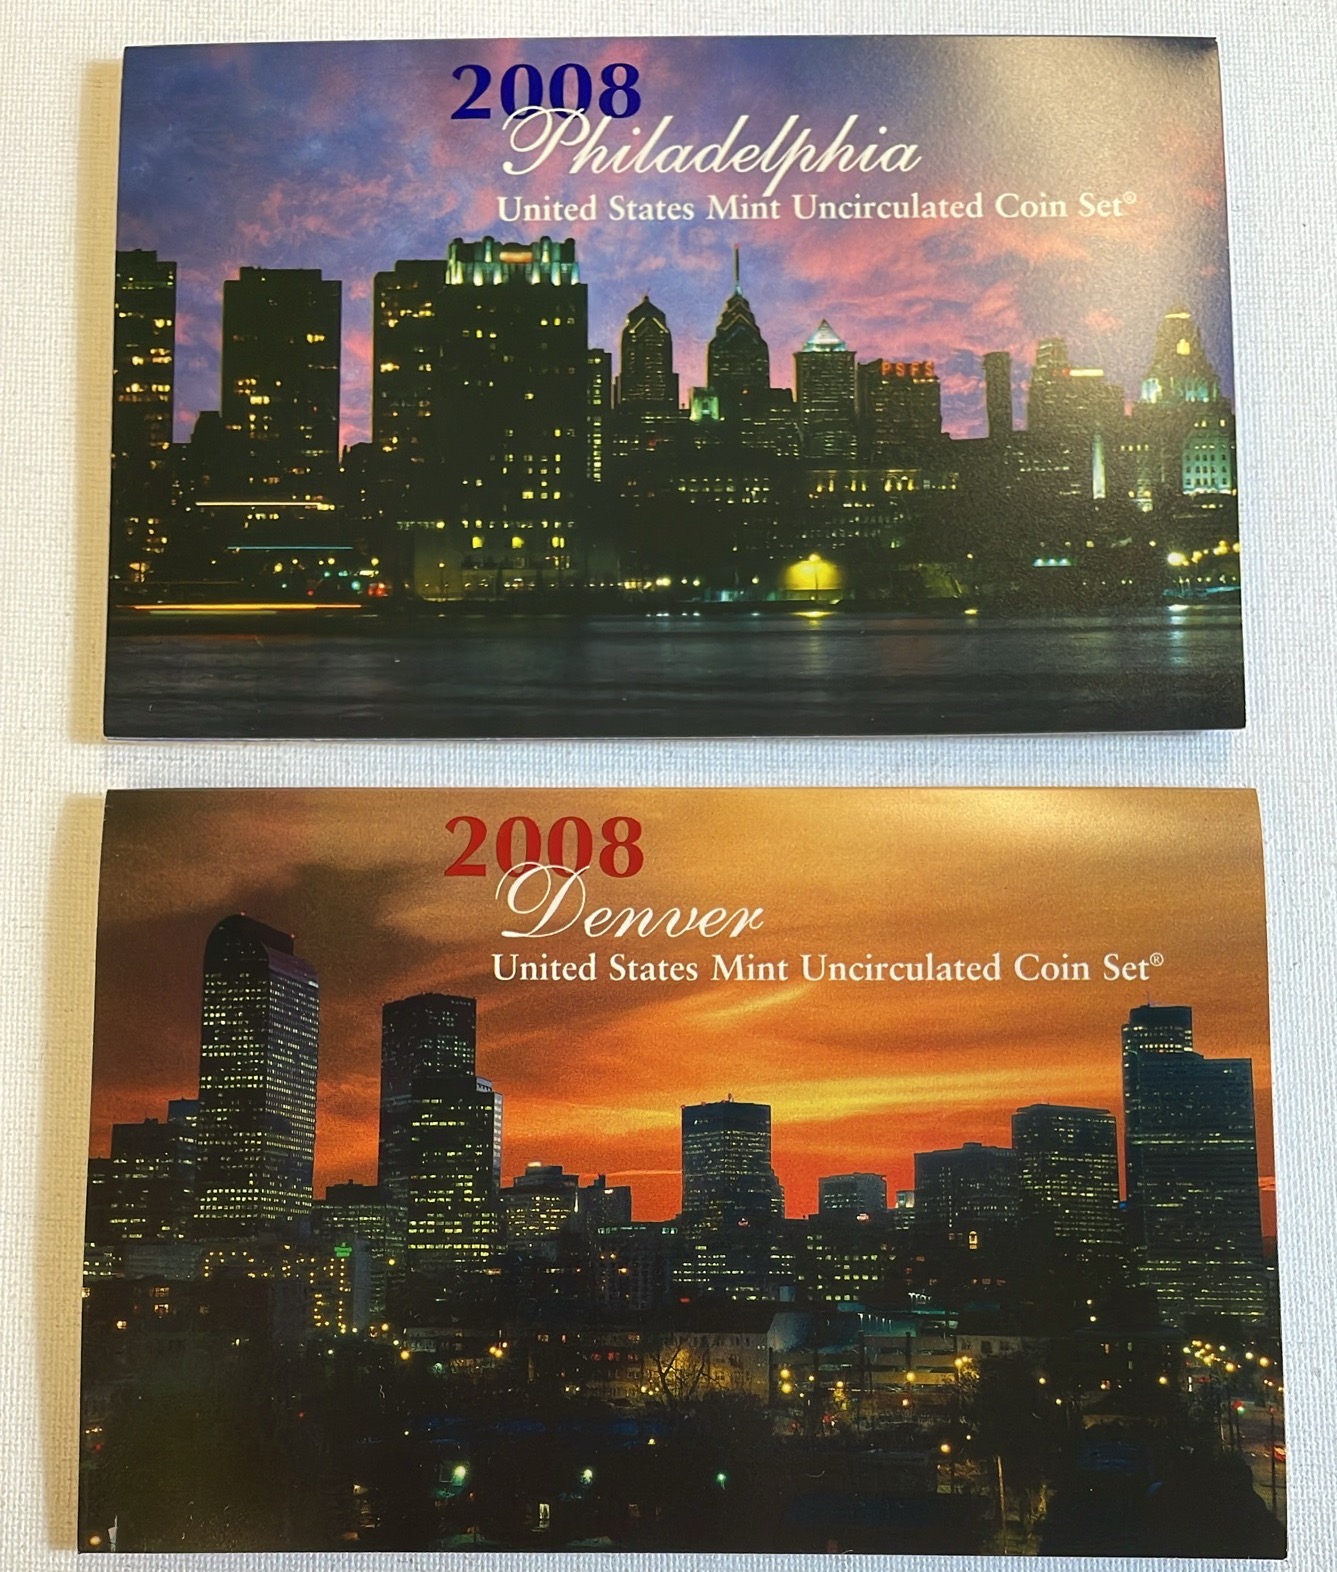 2008
Philadelphia
United States Mint Uncirculated Coin Set®
PSFS
2008
Denver
United States Mint Uncirculated Coin Set®